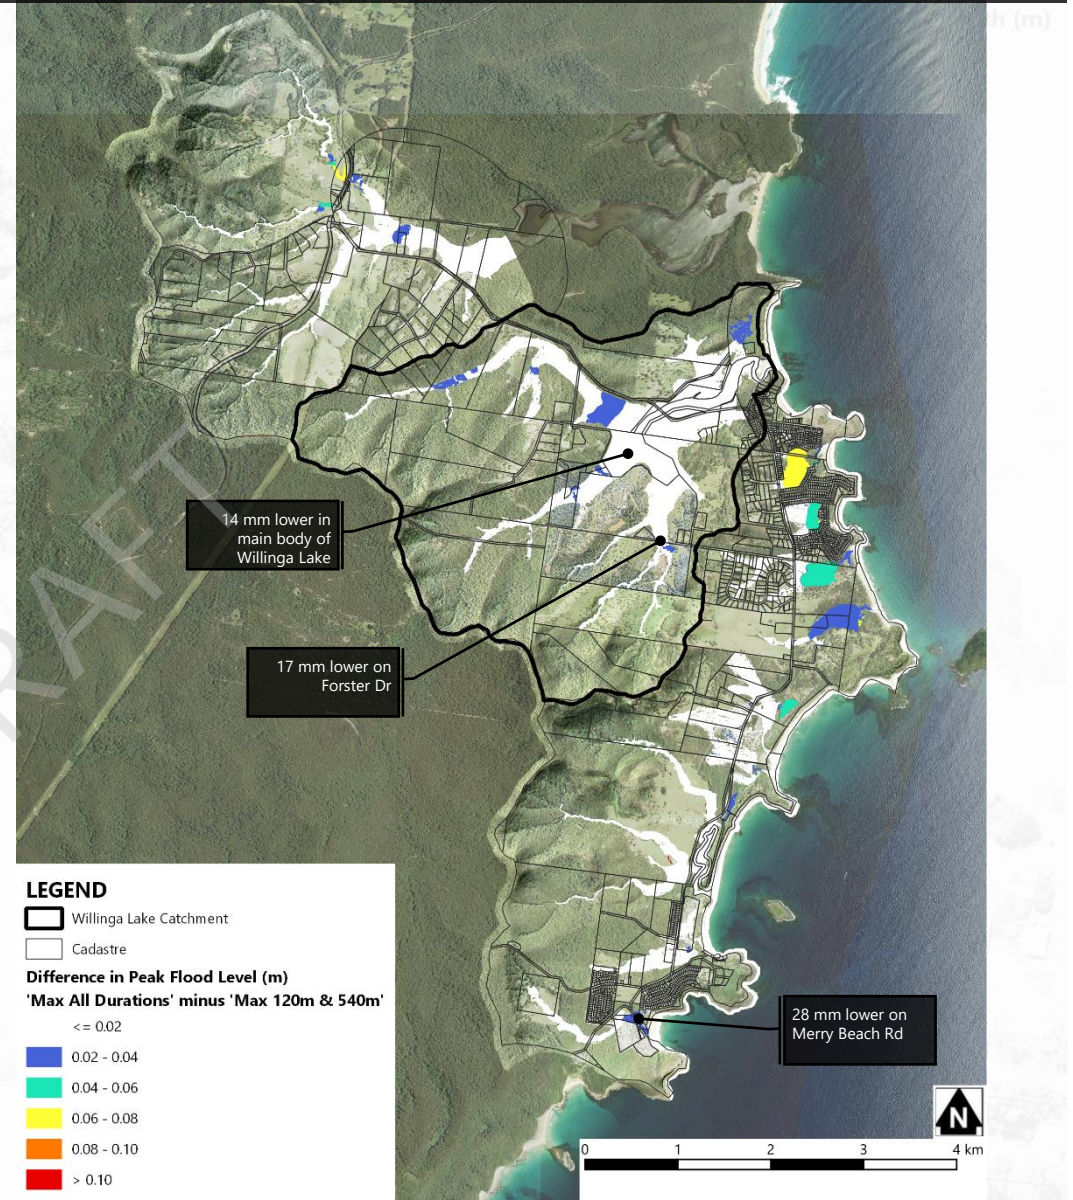 th (m)
14 mm lower in
main body of
Willinga Lake
17 mm lower on
Forster Dr
RAFT
28 mm lower on
Merry Beach Rd
LEGEND
Willinga Lake Catchment
Cadastre
Difference in Peak Flood Level (m)
'Max All Durations' minus 'Max 120m & 540m'
<= 0.02
0.02 - 0.04
0.04 - 0.06
0.06 - 0.08
0.08 - 0.10
> 0.10
N
0 1 2 3 4 km